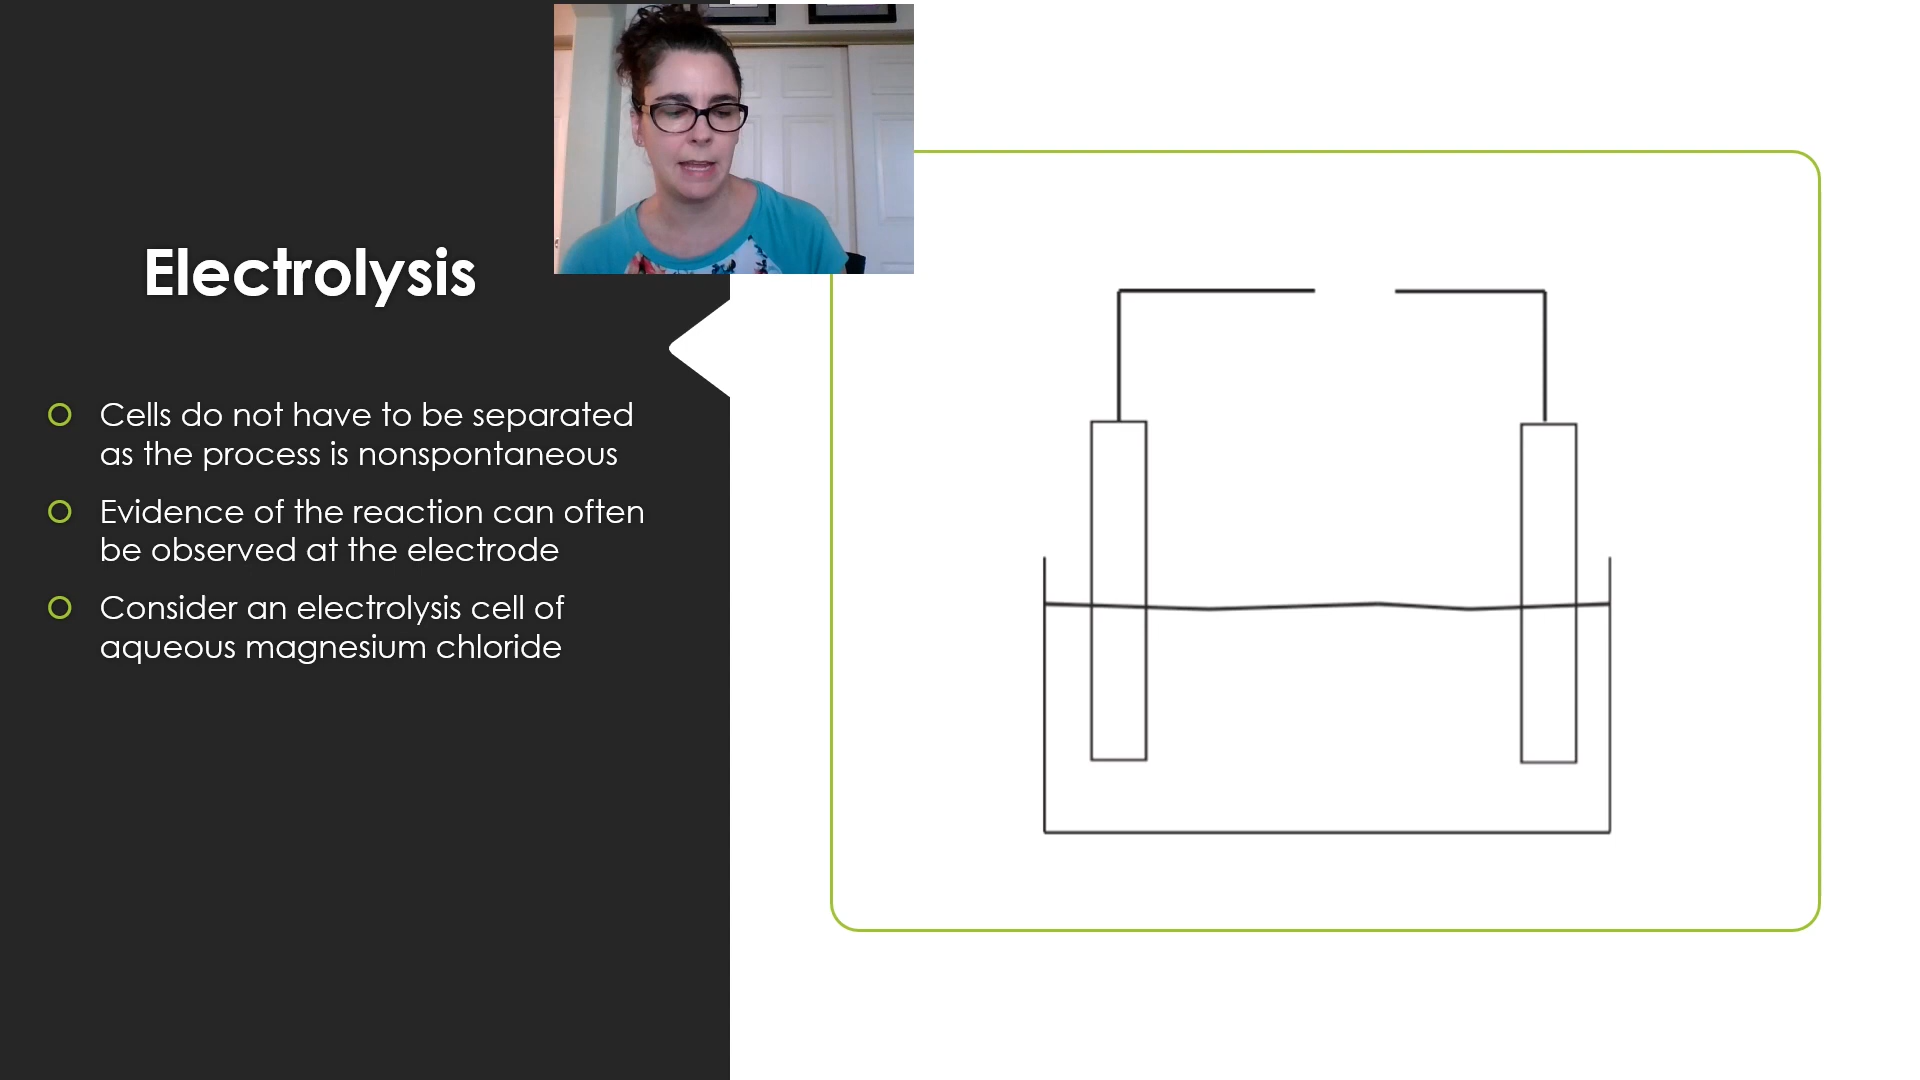 Electrolysis
Cells do not have to be separated
as the process is nonspontaneous
Evidence of the reaction can often
be observed at the electrode
Consider an electrolysis cell of
aqueous magnesium chloride